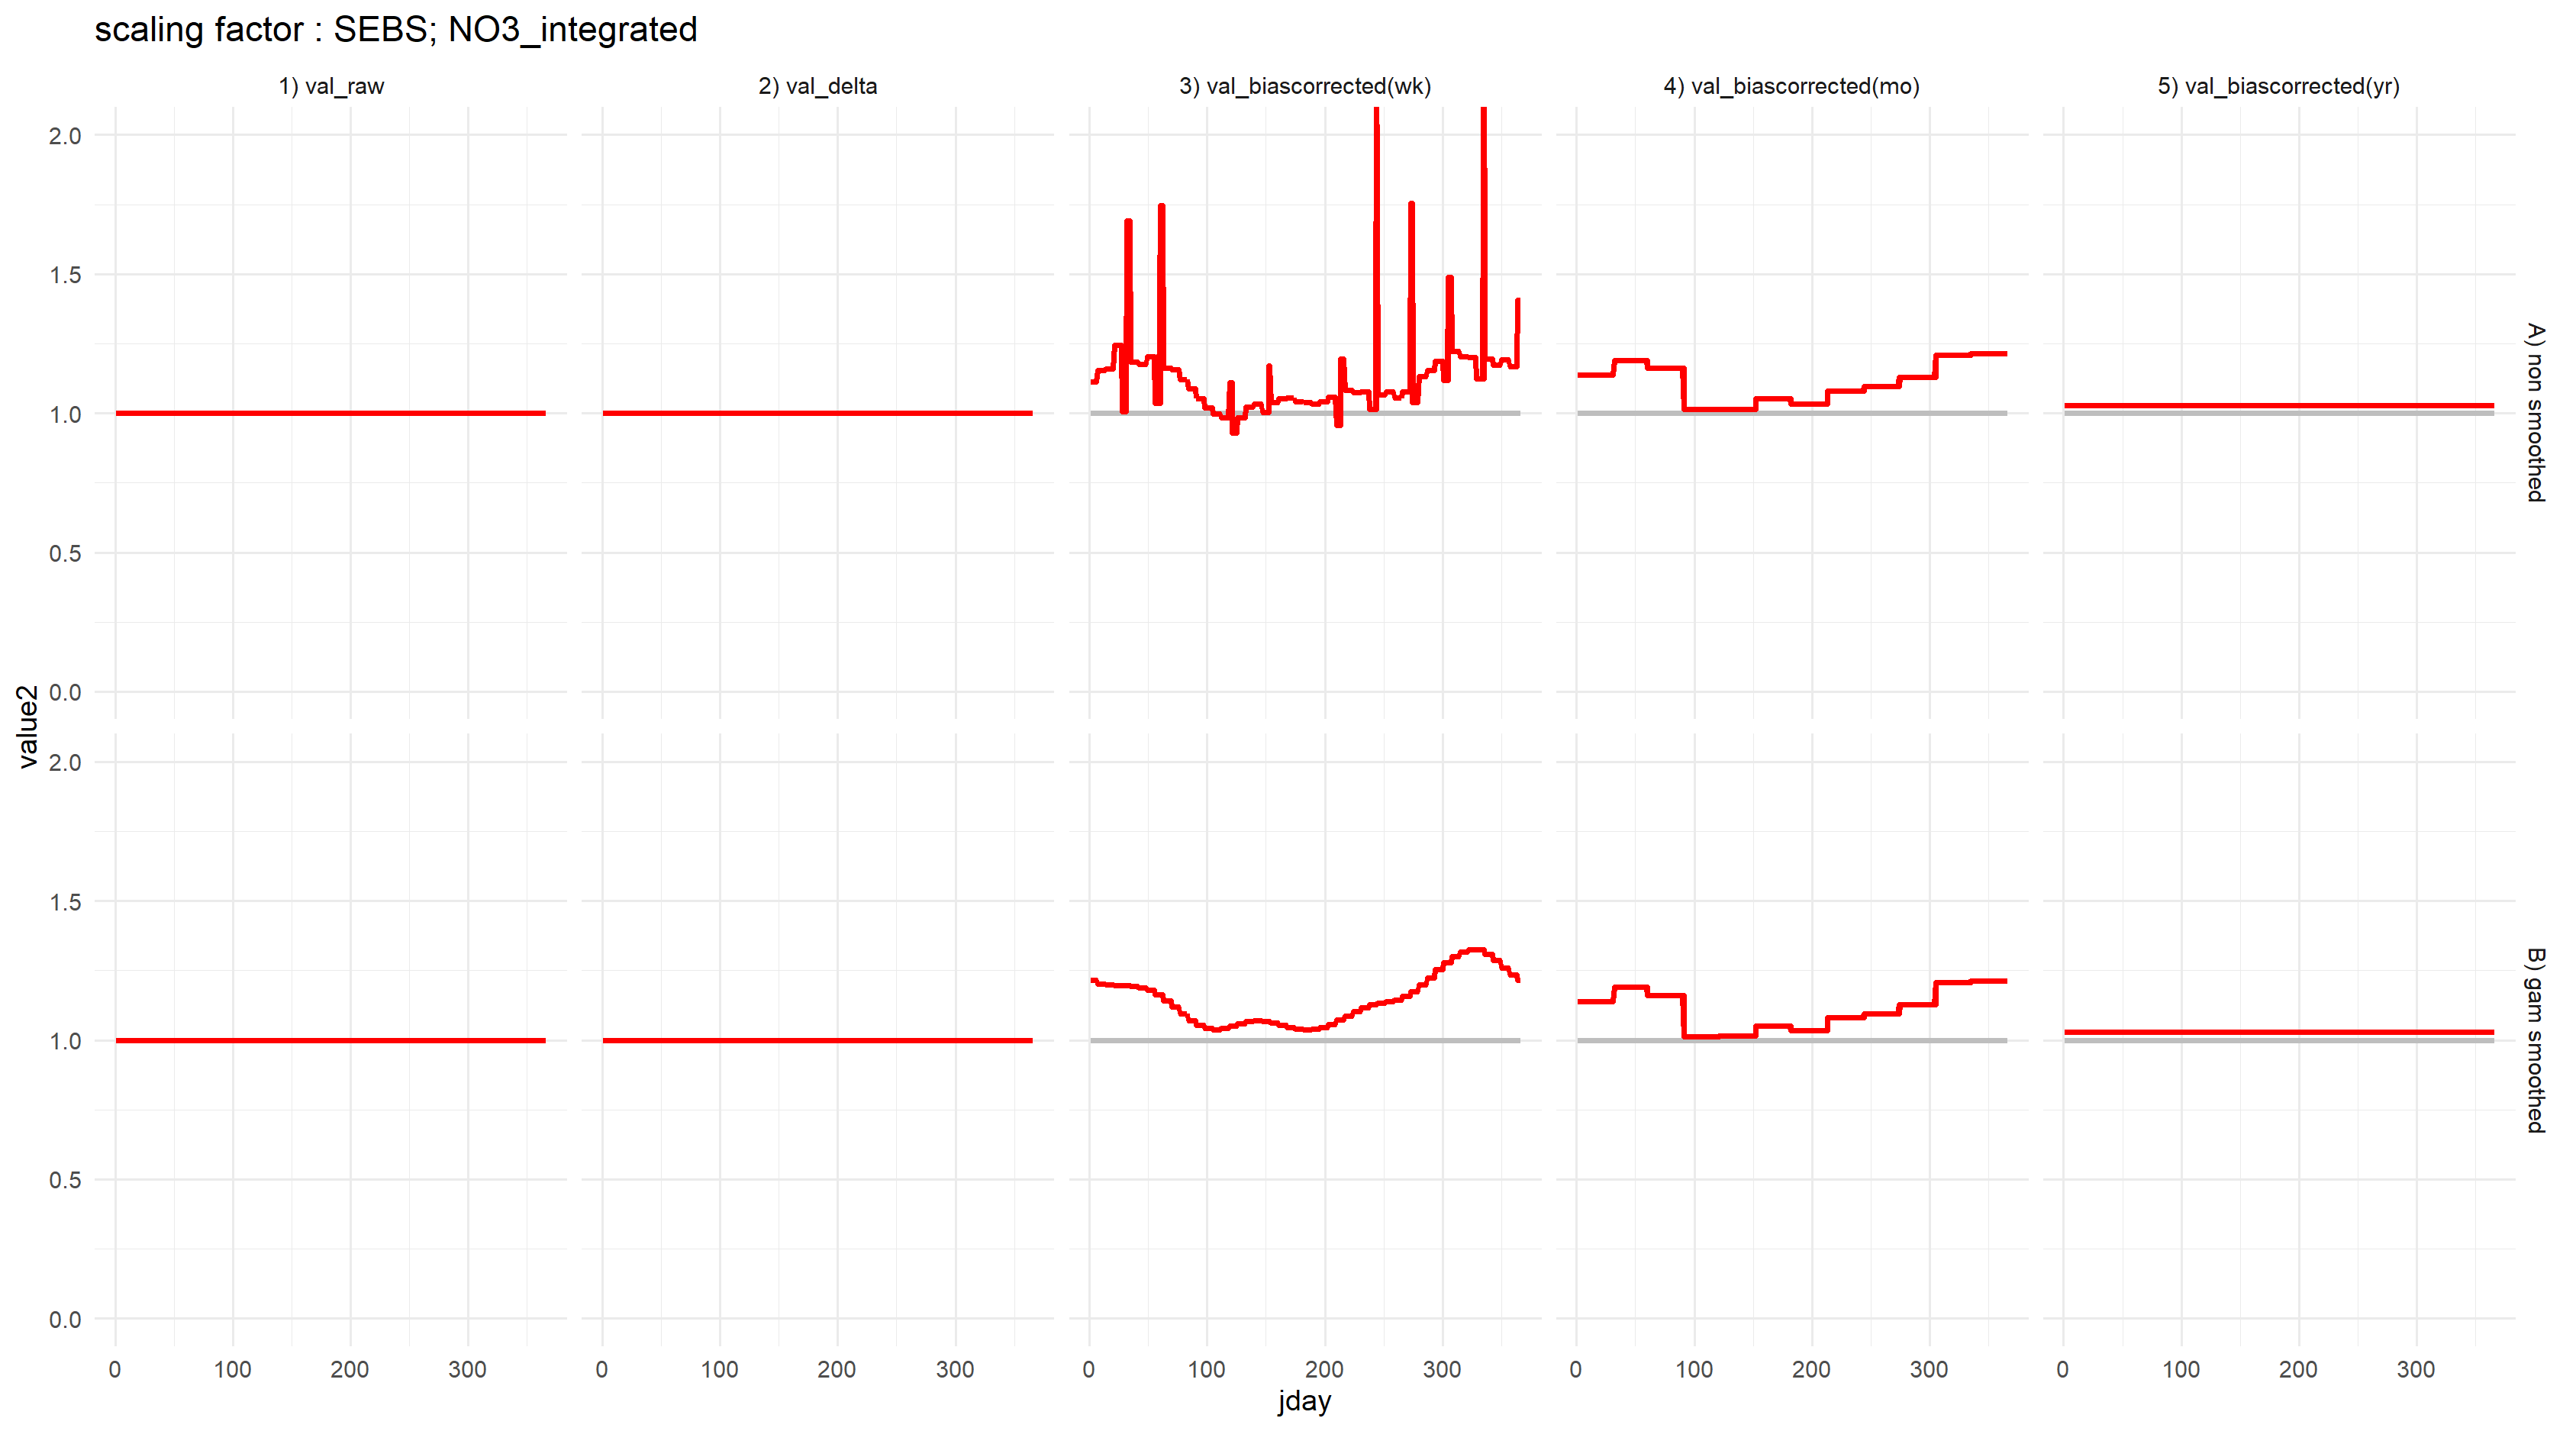 scaling factor : SEBS; NO3_integrated
1) val_raw 2) val_delta 3) val_biascorrected(wk) 4) val_biascorrected(mo) 5) val_biascorrected(yr)
2.0
1.5
1.0
0.5
0.0
A) non smoothed
value2
2.0
1.5
1.0
0.5
0.0
B) gam smoothed
0 100 200 300 0 100 200 300 0 100 200 300 0 100 200 300 0 100 200 300
jday